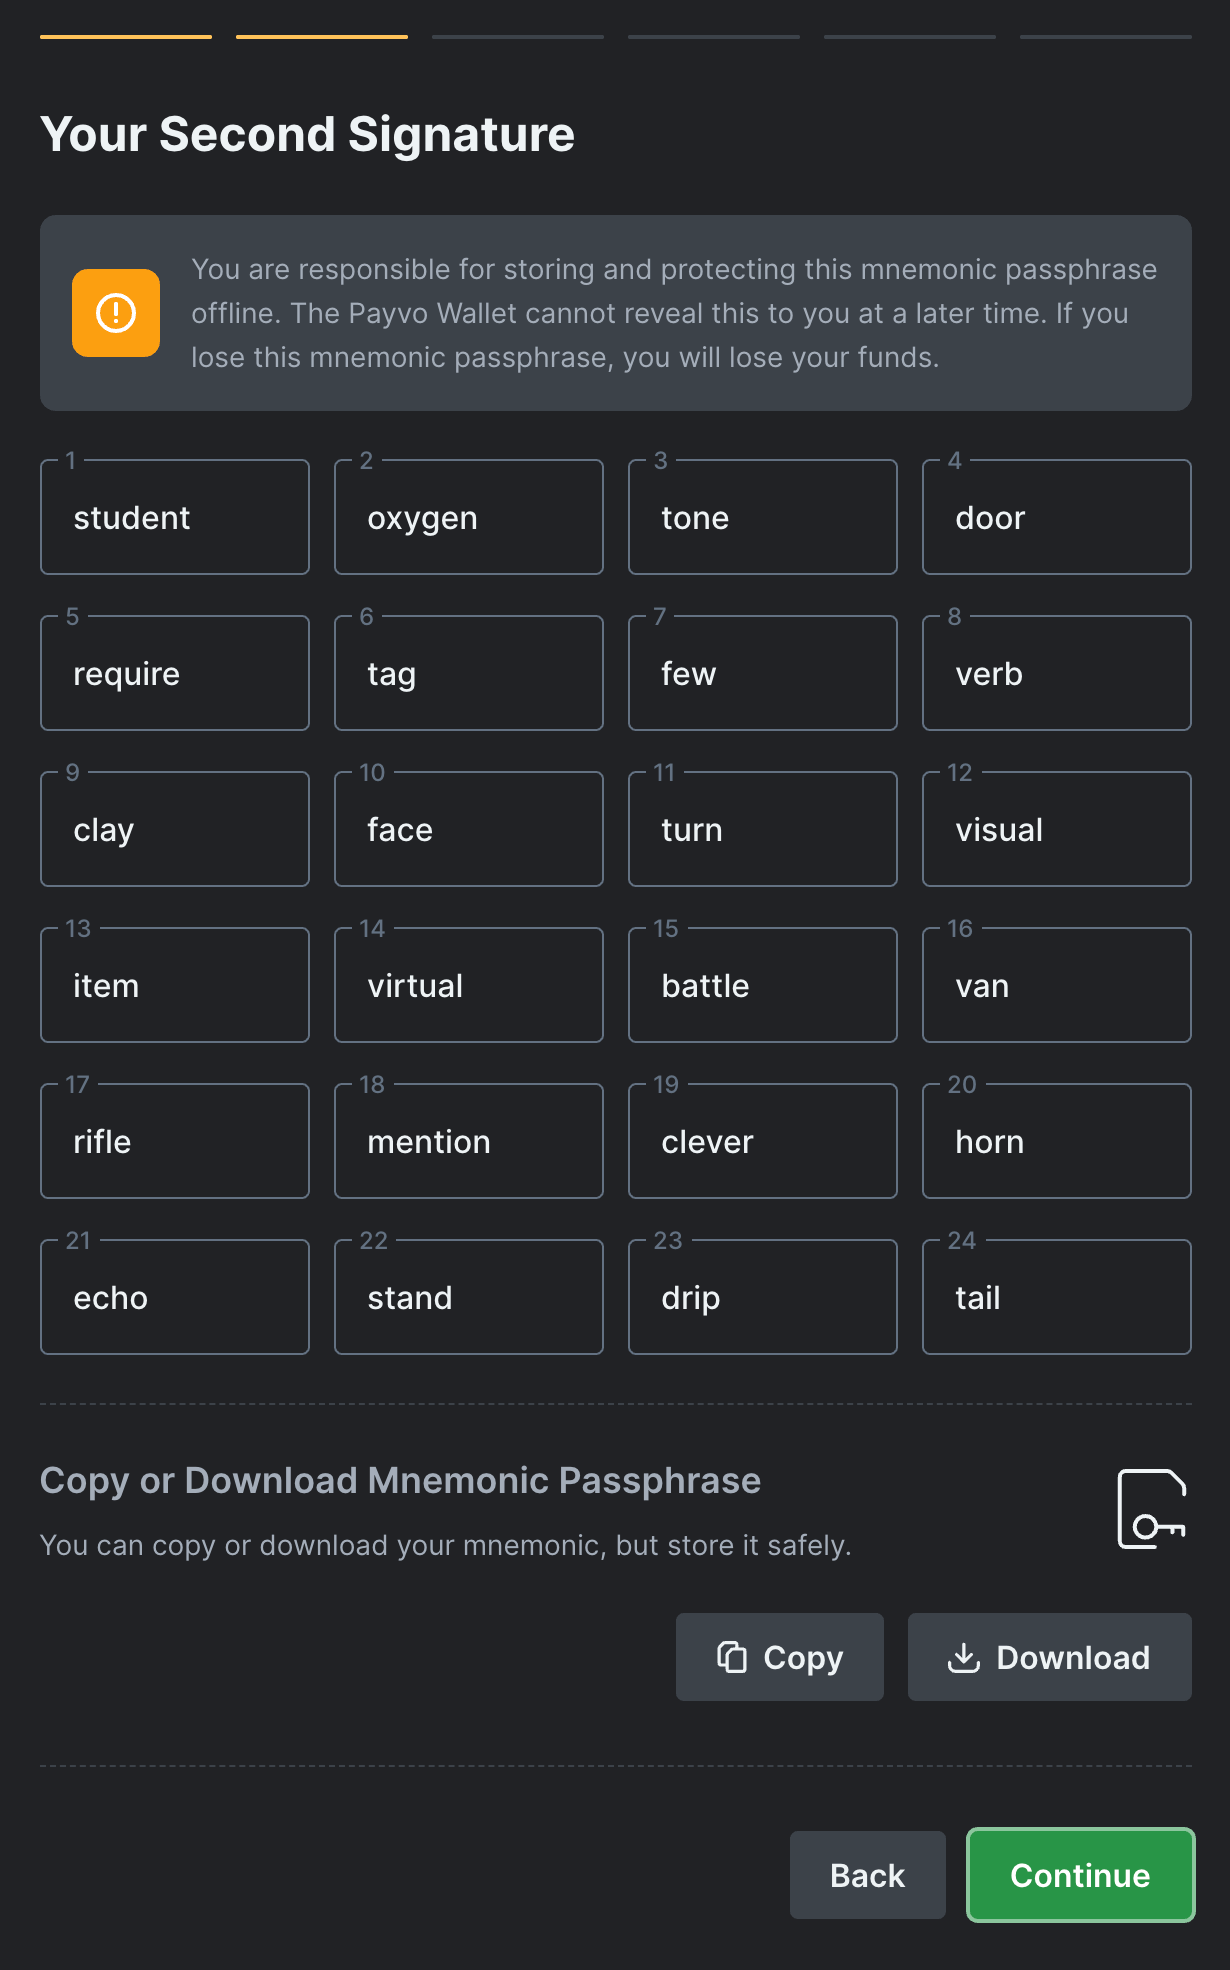 Your Second Signature
You are responsible for storing and protecting this mnemonic passphrase
offline. The Payvo Wallet cannot reveal this to you at a later time. If you
lose this mnemonic passphrase, you will lose your funds.
1 2 3 4
student oxygen tone door
5 6 7 8
require tag few verb
9 10 11 12
clay face turn visual
13 14 15 16
item virtual battle van
17 18 19 20
rifle mention clever horn
21 22 23 24
echo stand drip tail
Copy or Download Mnemonic Passphrase
You can copy or download your mnemonic, but store it safely.
Copy Download
Back Continue